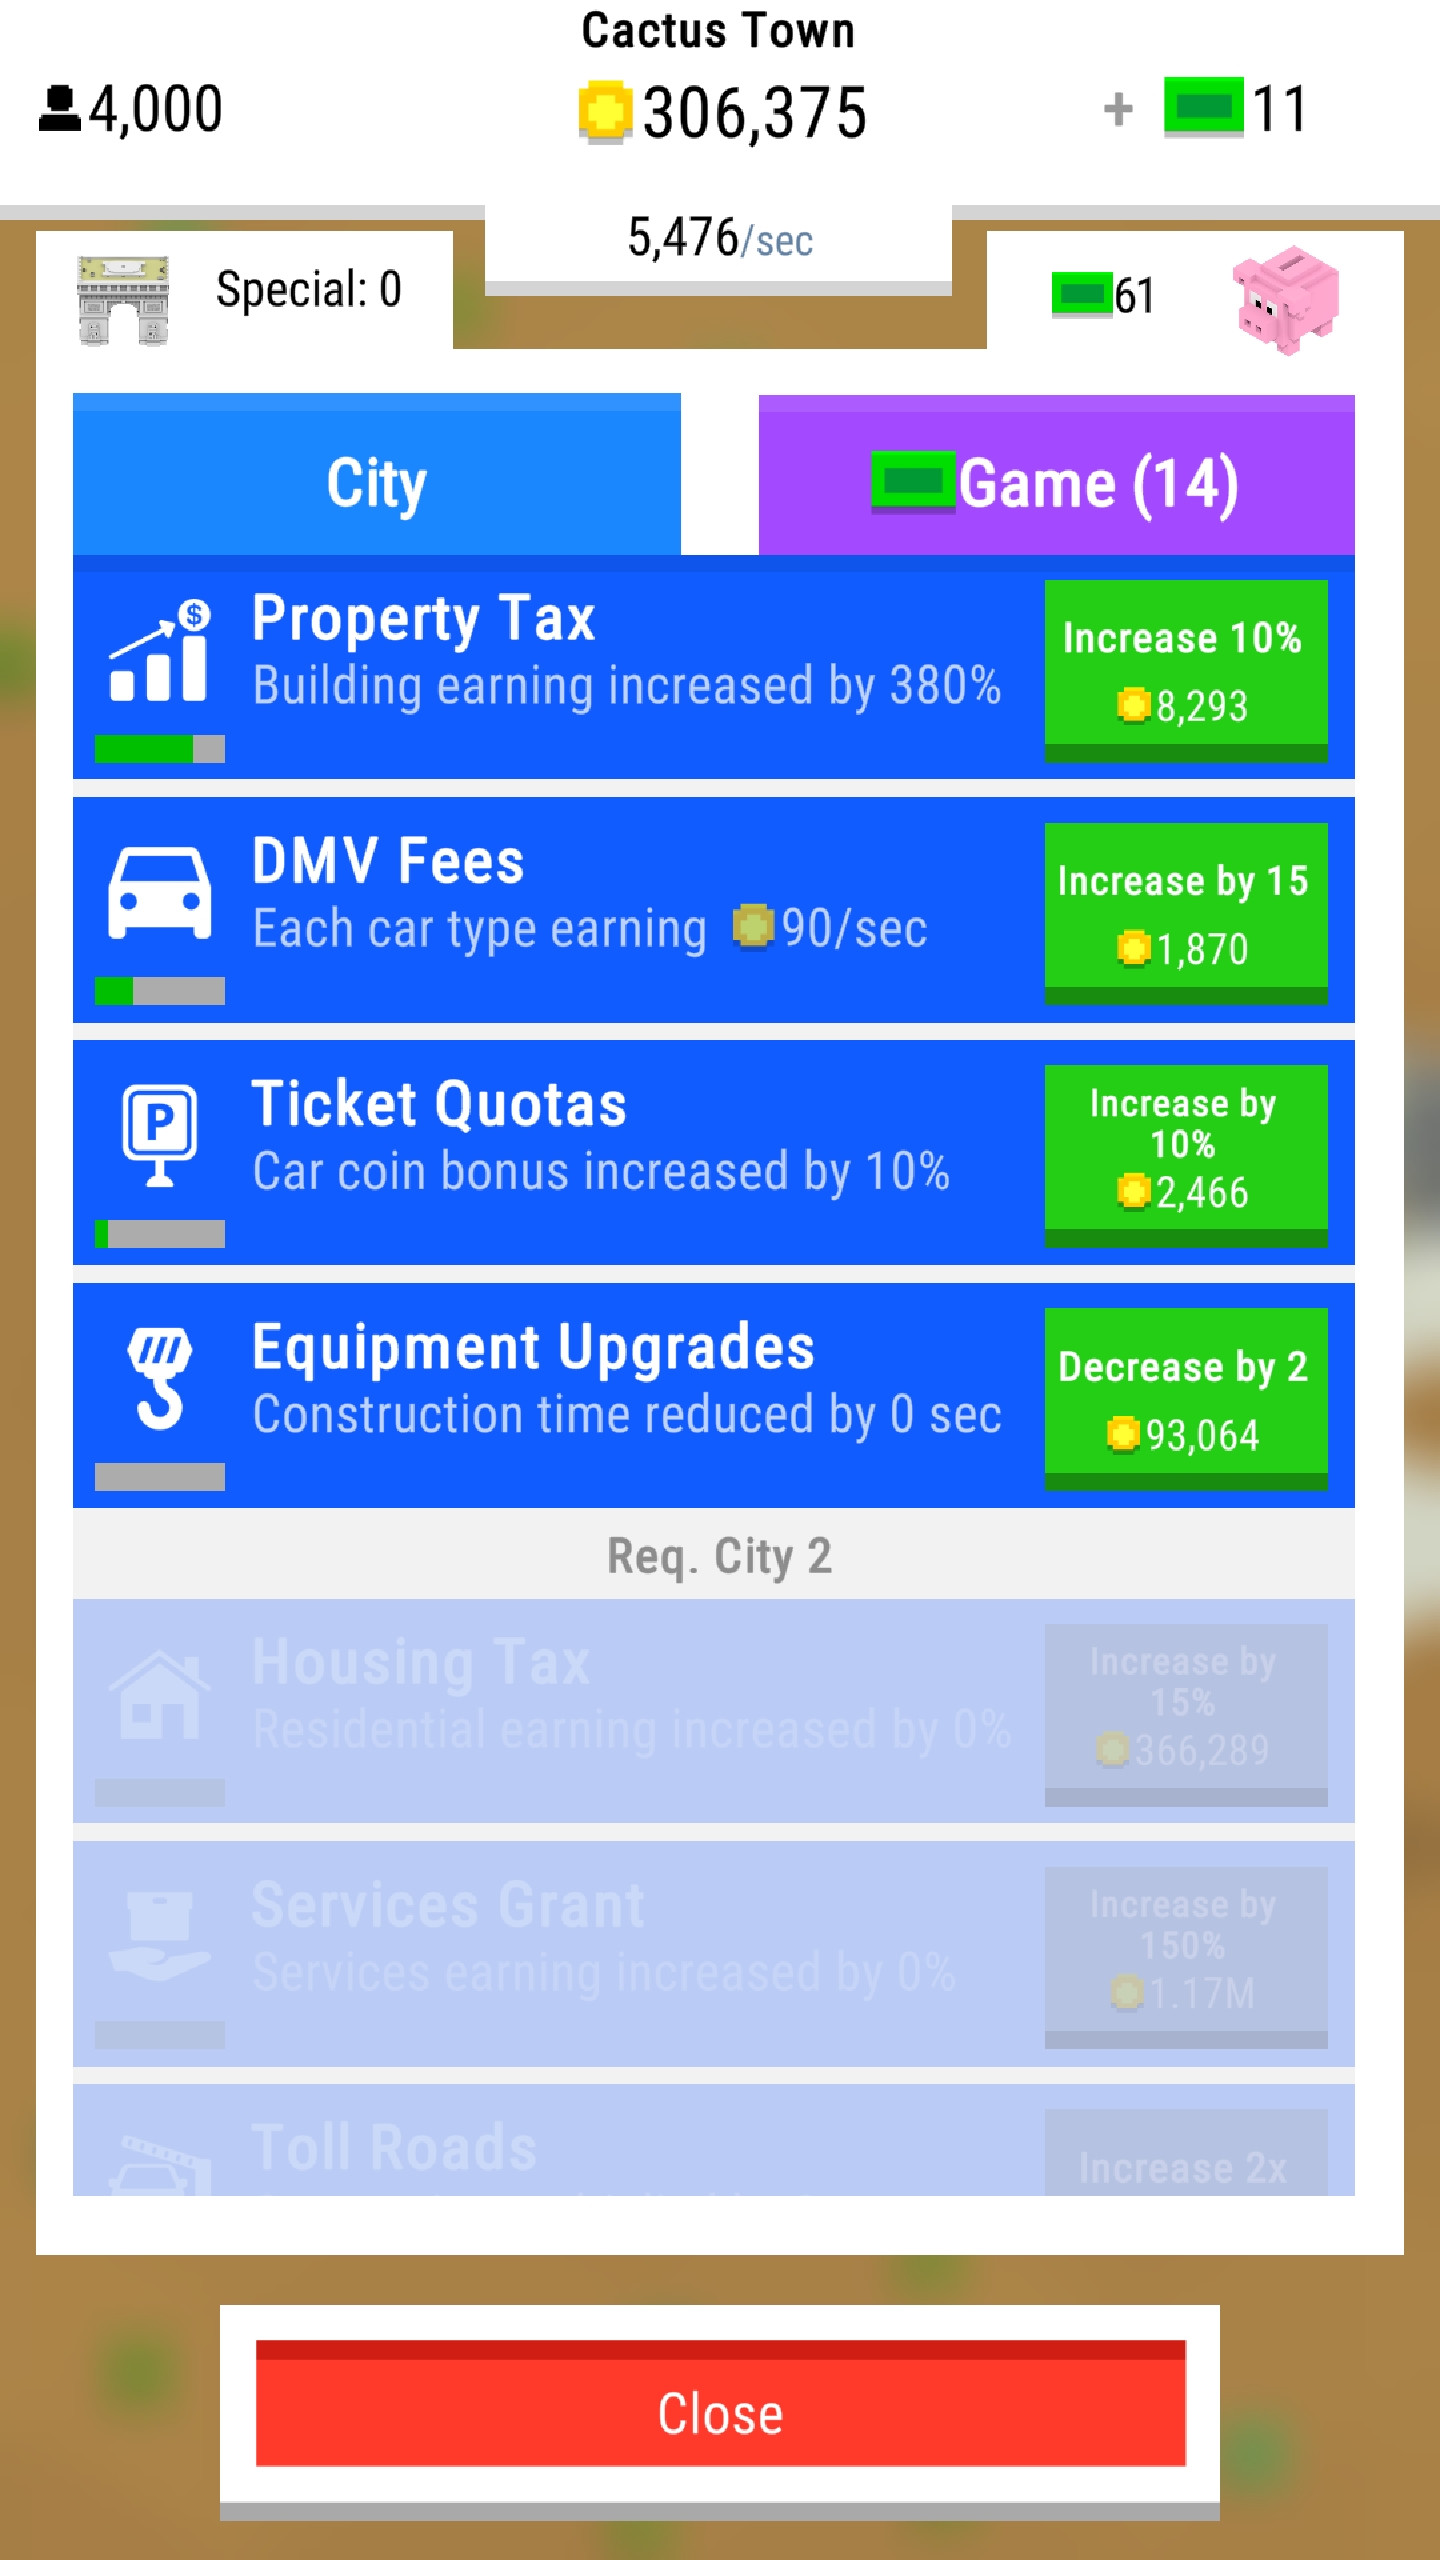 Cactus Town
4,000
306,375
+ 11
5,476/sec
Special: 0
61
City
Game (14)
Property Tax
Building earning increased by 380%
Increase 10%
8,293
DMV Fees
Each car type earning 90/sec
Increase by 15
1,870
P
Ticket Quotas
Car coin bonus increased by 10%
Increase by
10%
2,466
Equipment Upgrades
Construction time reduced by 0 sec
Decrease by 2
93,064
Req. City 2
Housing Tax
Residential earning increased by 0%
Increase by
15%
366,289
Services Grant
Services earning increased by 0%
Increase by
150%
1.17M
Toll Roads
Increase 2x
Close